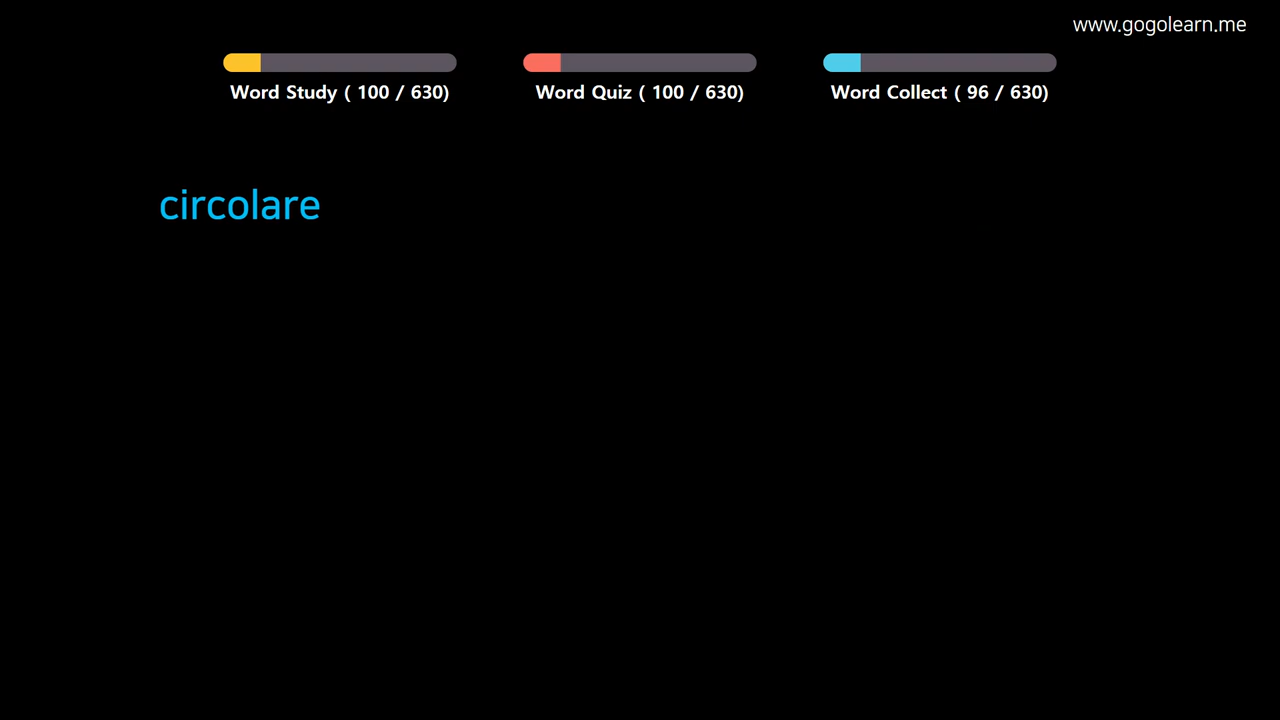 www.gogolearn.me
Word Study ( 100 / 630)
Word Quiz ( 100 / 630)
Word Collect ( 96 / 630)
circolare